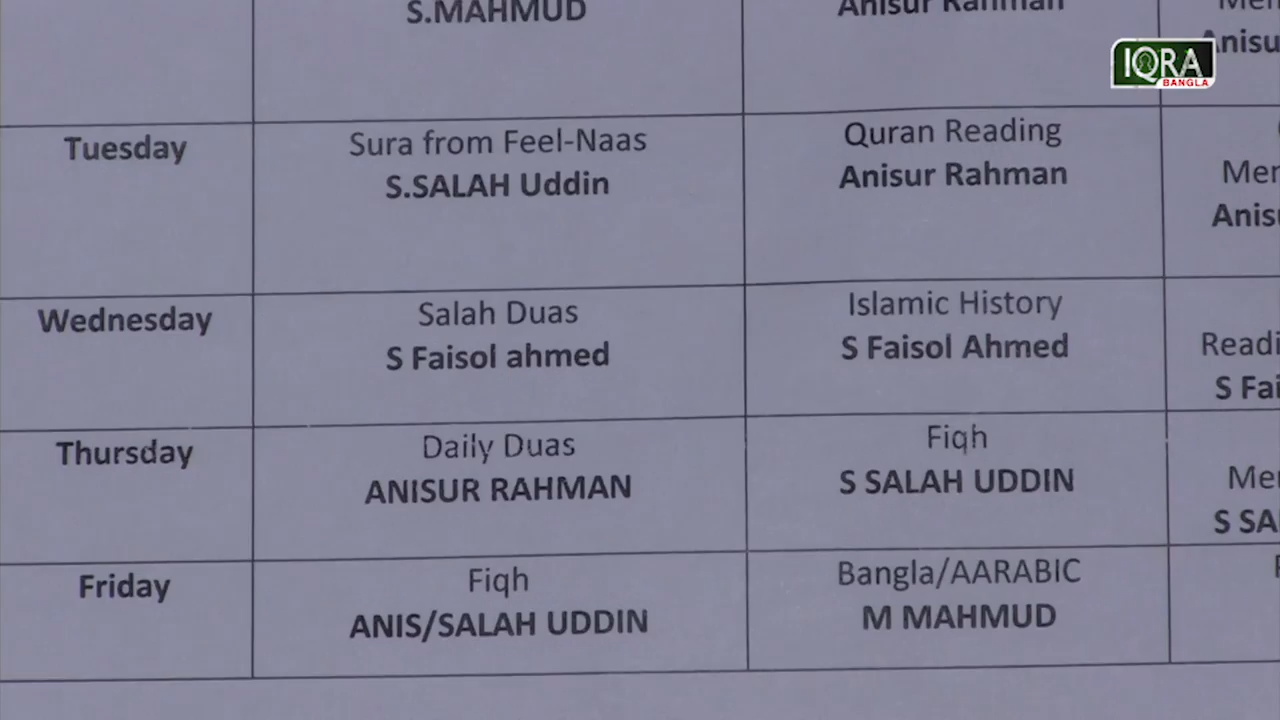 S.MAHMUD
Anisur Rahman
IQRA
BANGLA
Tuesday
Sura from Feel-Naas
S.SALAH Uddin
Quran Reading
Anisur Rahman
Wednesday
Salah Duas
S Faisol ahmed
Islamic History
S Faisol Ahmed
Thursday
Daily Duas
ANISUR RAHMAN
Fiqh
S SALAH UDDIN
Friday
Fiqh
ANIS/SALAH UDDIN
Bangla/AARABIC
M MAHMUD